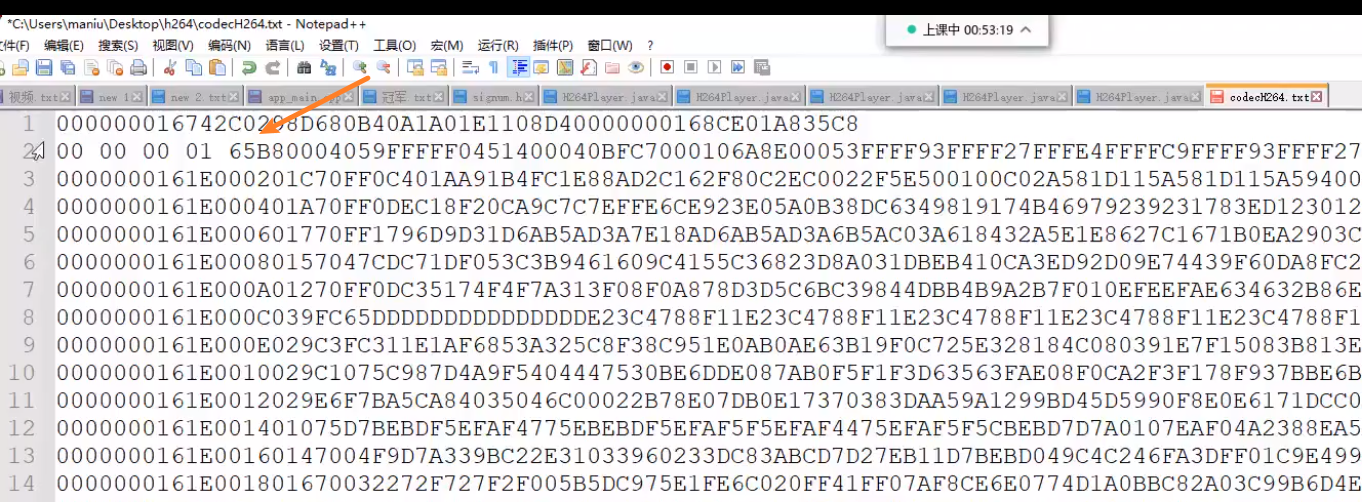 *C:\Users\maniu\Desktop\h264\codecH264.txt - Notepad++
上课中 00:53:19
文件(F) 编辑(E) 搜索(S) 视图(V) 编码(N) 语言(L) 设置(T) 工具(O) 宏(M) 运行(R) 插件(P) 窗口(W) ?
视频.txt new 1 new 2.txt app_main.cpp 冠军.txt signum.h H264Player.java H264Player.java H264Player.java H264Player.java H264Player.java codecH264.txt
1 000000016742C0298D680B40A1A01E1108D40000000168CE01A835C8
2 00 00 00 01 65B80004059FFFFF0451400040BFC7000106A8E00053FFFF93FFFF27FFFE4FFFFC9FFFF93FFFF27
3 0000000161E000201C70FF0C401AA91B4FC1E88AD2C162F80C2EC0022F5E500100C02A581D115A581D115A59400
4 0000000161E000401A70FF0DEC18F20CA9C7C7EFFE6CE923E05A0B38DC6349819174B46979239231783ED123012
5 0000000161E000601770FF1796D9D31D6AB5AD3A7E18AD6AB5AD3A6B5AC03A618432A5E1E8627C1671B0EA2903C
6 0000000161E00080157047CDC71DF053C3B9461609C4155C36823D8A031DBEB410CA3ED92D09E74439F60DA8FC2
7 0000000161E000A01270FF0DC35174F4F7A313F08F0A878D3D5C6BC39844DBB4B9A2B7F010EFEEFAE634632B86E
8 0000000161E000C039FC65DDDDDDDDDDDDDDDDE23C4788F11E23C4788F11E23C4788F11E23C4788F11E23C4788F1
9 0000000161E000E029C3FC311E1AF6853A325C8F38C951E0AB0AE63B19F0C725E328184C080391E7F15083B813E
10 0000000161E0010029C1075C987D4A9F5404447530BE6DDE087AB0F5F1F3D63563FAE08F0CA2F3F178F937BBE6B
11 0000000161E0012029E6F7BA5CA84035046C00022B78E07DB0E17370383DAA59A1299BD45D5990F8E0E6171DCC0
12 0000000161E001401075D7BEBDF5EFAF4775EBEBDF5EFAF5F5EFAF4475EFAF5F5CBEBD7D7A0107EAF04A2388EA5
13 0000000161E00160147004F9D7A339BC22E31033960233DC83ABCD7D27EB11D7BEBD049C4C246FA3DFF01C9E499
14 0000000161E001801670032272F727F2F005B5DC975E1FE6C020FF41FF07AF8CE6E0774D1A0BBC82A03C99B6D4E